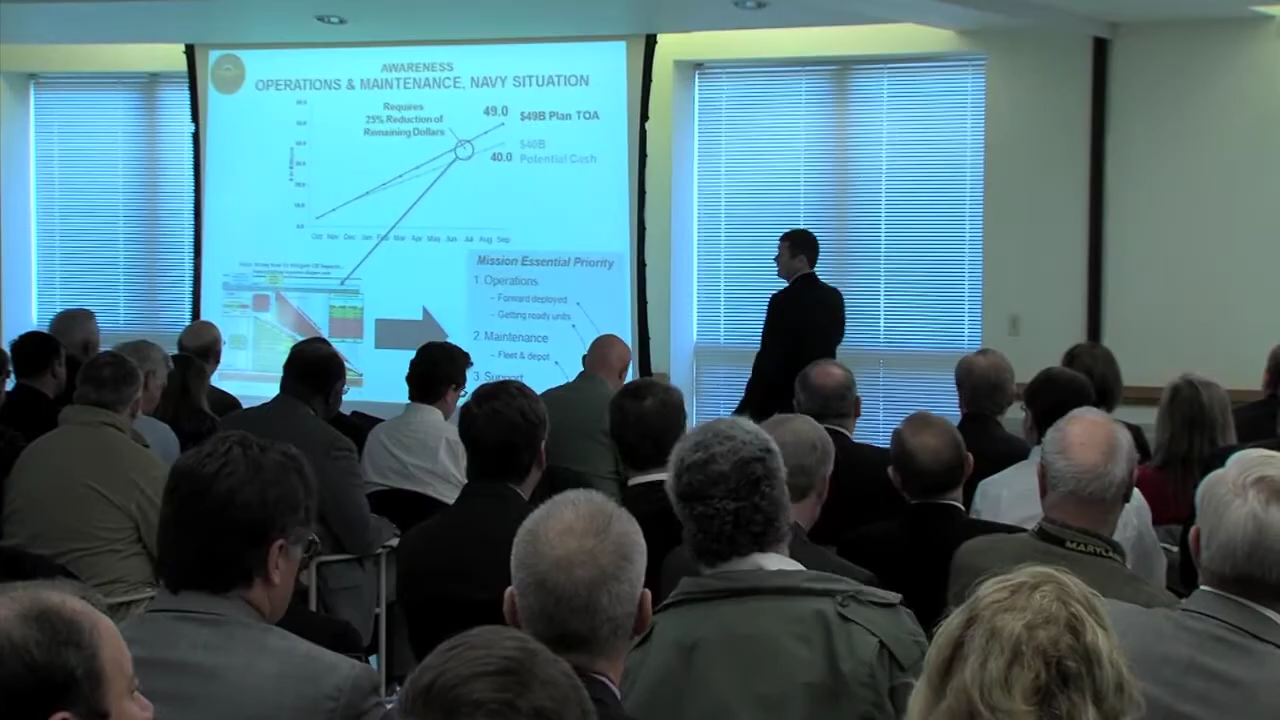 AWARENESS
OPERATIONS & MAINTENANCE, NAVY SITUATION
Requires
25% Reduction of
Remaining Dollars
49.0
$49B Plan TOA
$40B
Potential Cash
40.0
Oct Nov Dec Jan Feb Mar Apr May Jun Jul Aug Sep
Mission Essential Priority
1. Operations
– Forward deployed
– Getting ready units
2. Maintenance
– Fleet & depot
3. Support